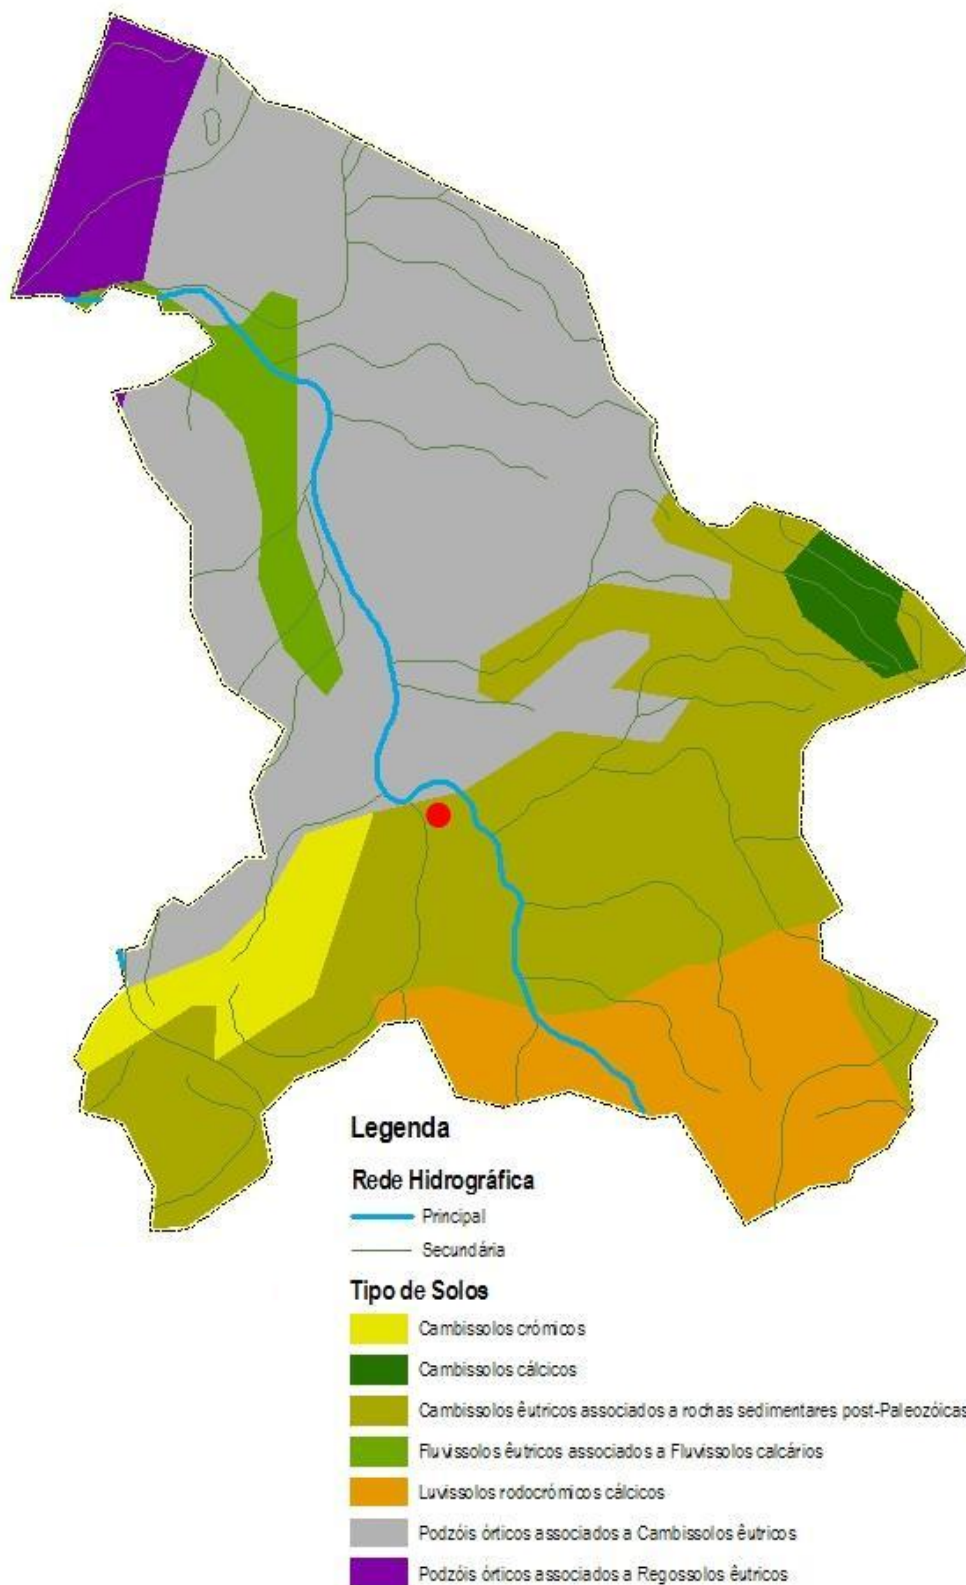 Legenda
Rede Hidrográfica
Principal
Secundária
Tipo de Solos
Cambissolos crómicos
Cambissolos cálcicos
Cambissolos êutricos associados a rochas sedimentares post-Paleozóicas
Fluvissolos êutricos associados a Fluvissolos calcários
Luvissolos rodocrómicos cálcicos
Podzóis órticos associados a Cambissolos êutricos
Podzóis órticos associados a Regossolos êutricos